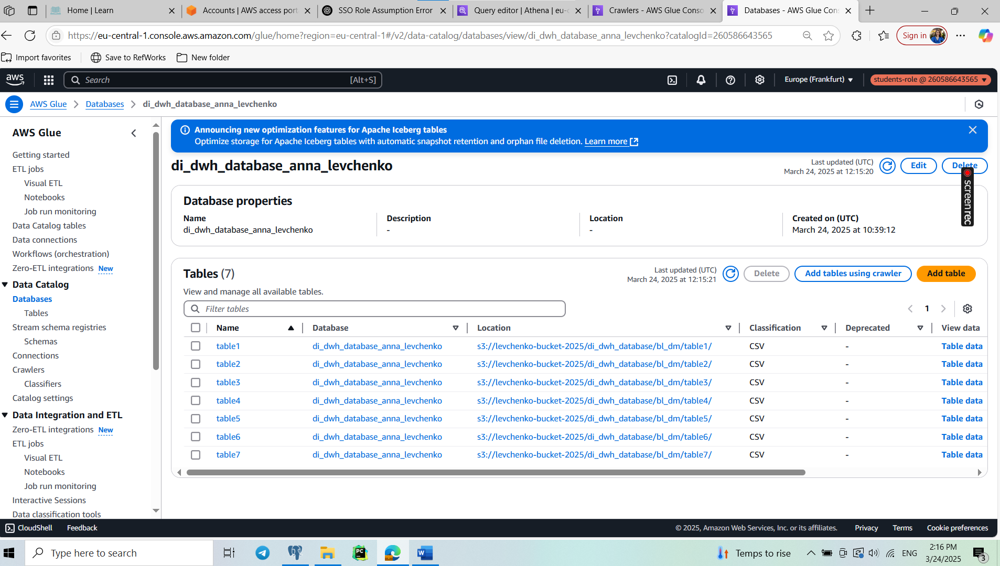 Home | Learn
Accounts | AWS access port
SSO Role Assumption Error
Query editor | Athena | eu-c
Crawlers - AWS Glue Conso
Databases - AWS Glue Cons
https://eu-central-1.console.aws.amazon.com/glue/home?region=eu-central-1#/v2/data-catalog/databases/view/di_dwh_database_anna_levchenko?catalogId=260586643565
Sign in
Import favorites
Save to RefWorks
New folder
aws
Search
[Alt+S]
Europe (Frankfurt)
students-role @ 260586643565
AWS Glue
Databases
di_dwh_database_anna_levchenko
AWS Glue
Getting started
ETL jobs
Visual ETL
Notebooks
Job run monitoring
Data Catalog tables
Data connections
Workflows (orchestration)
Zero-ETL integrations New
Data Catalog
Databases
Tables
Stream schema registries
Schemas
Connections
Crawlers
Classifiers
Catalog settings
Data Integration and ETL
Zero-ETL integrations New
ETL jobs
Visual ETL
Notebooks
Job run monitoring
Interactive Sessions
Data classification tools
Announcing new optimization features for Apache Iceberg tables
Optimize storage for Apache Iceberg tables with automatic snapshot retention and orphan file deletion. Learn more
di_dwh_database_anna_levchenko
Last updated (UTC)
March 24, 2025 at 12:15:20
Edit
Delete
screenrec
Database properties
Name
di_dwh_database_anna_levchenko
Description
-
Location
-
Created on (UTC)
March 24, 2025 at 10:39:12
Tables (7)
View and manage all available tables.
Last updated (UTC)
March 24, 2025 at 12:15:21
Delete
Add tables using crawler
Add table
Filter tables
1
Name Database Location Classification Deprecated View data
table1 di_dwh_database_anna_levchenko s3://levchenko-bucket-2025/di_dwh_database/bl_dm/table1/ CSV - Table data
table2 di_dwh_database_anna_levchenko s3://levchenko-bucket-2025/di_dwh_database/bl_dm/table2/ CSV - Table data
table3 di_dwh_database_anna_levchenko s3://levchenko-bucket-2025/di_dwh_database/bl_dm/table3/ CSV - Table data
table4 di_dwh_database_anna_levchenko s3://levchenko-bucket-2025/di_dwh_database/bl_dm/table4/ CSV - Table data
table5 di_dwh_database_anna_levchenko s3://levchenko-bucket-2025/di_dwh_database/bl_dm/table5/ CSV - Table data
table6 di_dwh_database_anna_levchenko s3://levchenko-bucket-2025/di_dwh_database/bl_dm/table6/ CSV - Table data
table7 di_dwh_database_anna_levchenko s3://levchenko-bucket-2025/di_dwh_database/bl_dm/table7/ CSV - Table data
CloudShell
Feedback
© 2025, Amazon Web Services, Inc. or its affiliates.
Privacy
Terms
Cookie preferences
Type here to search
PC
W
Temps to rise
ENG
2:16 PM
3/24/2025
3